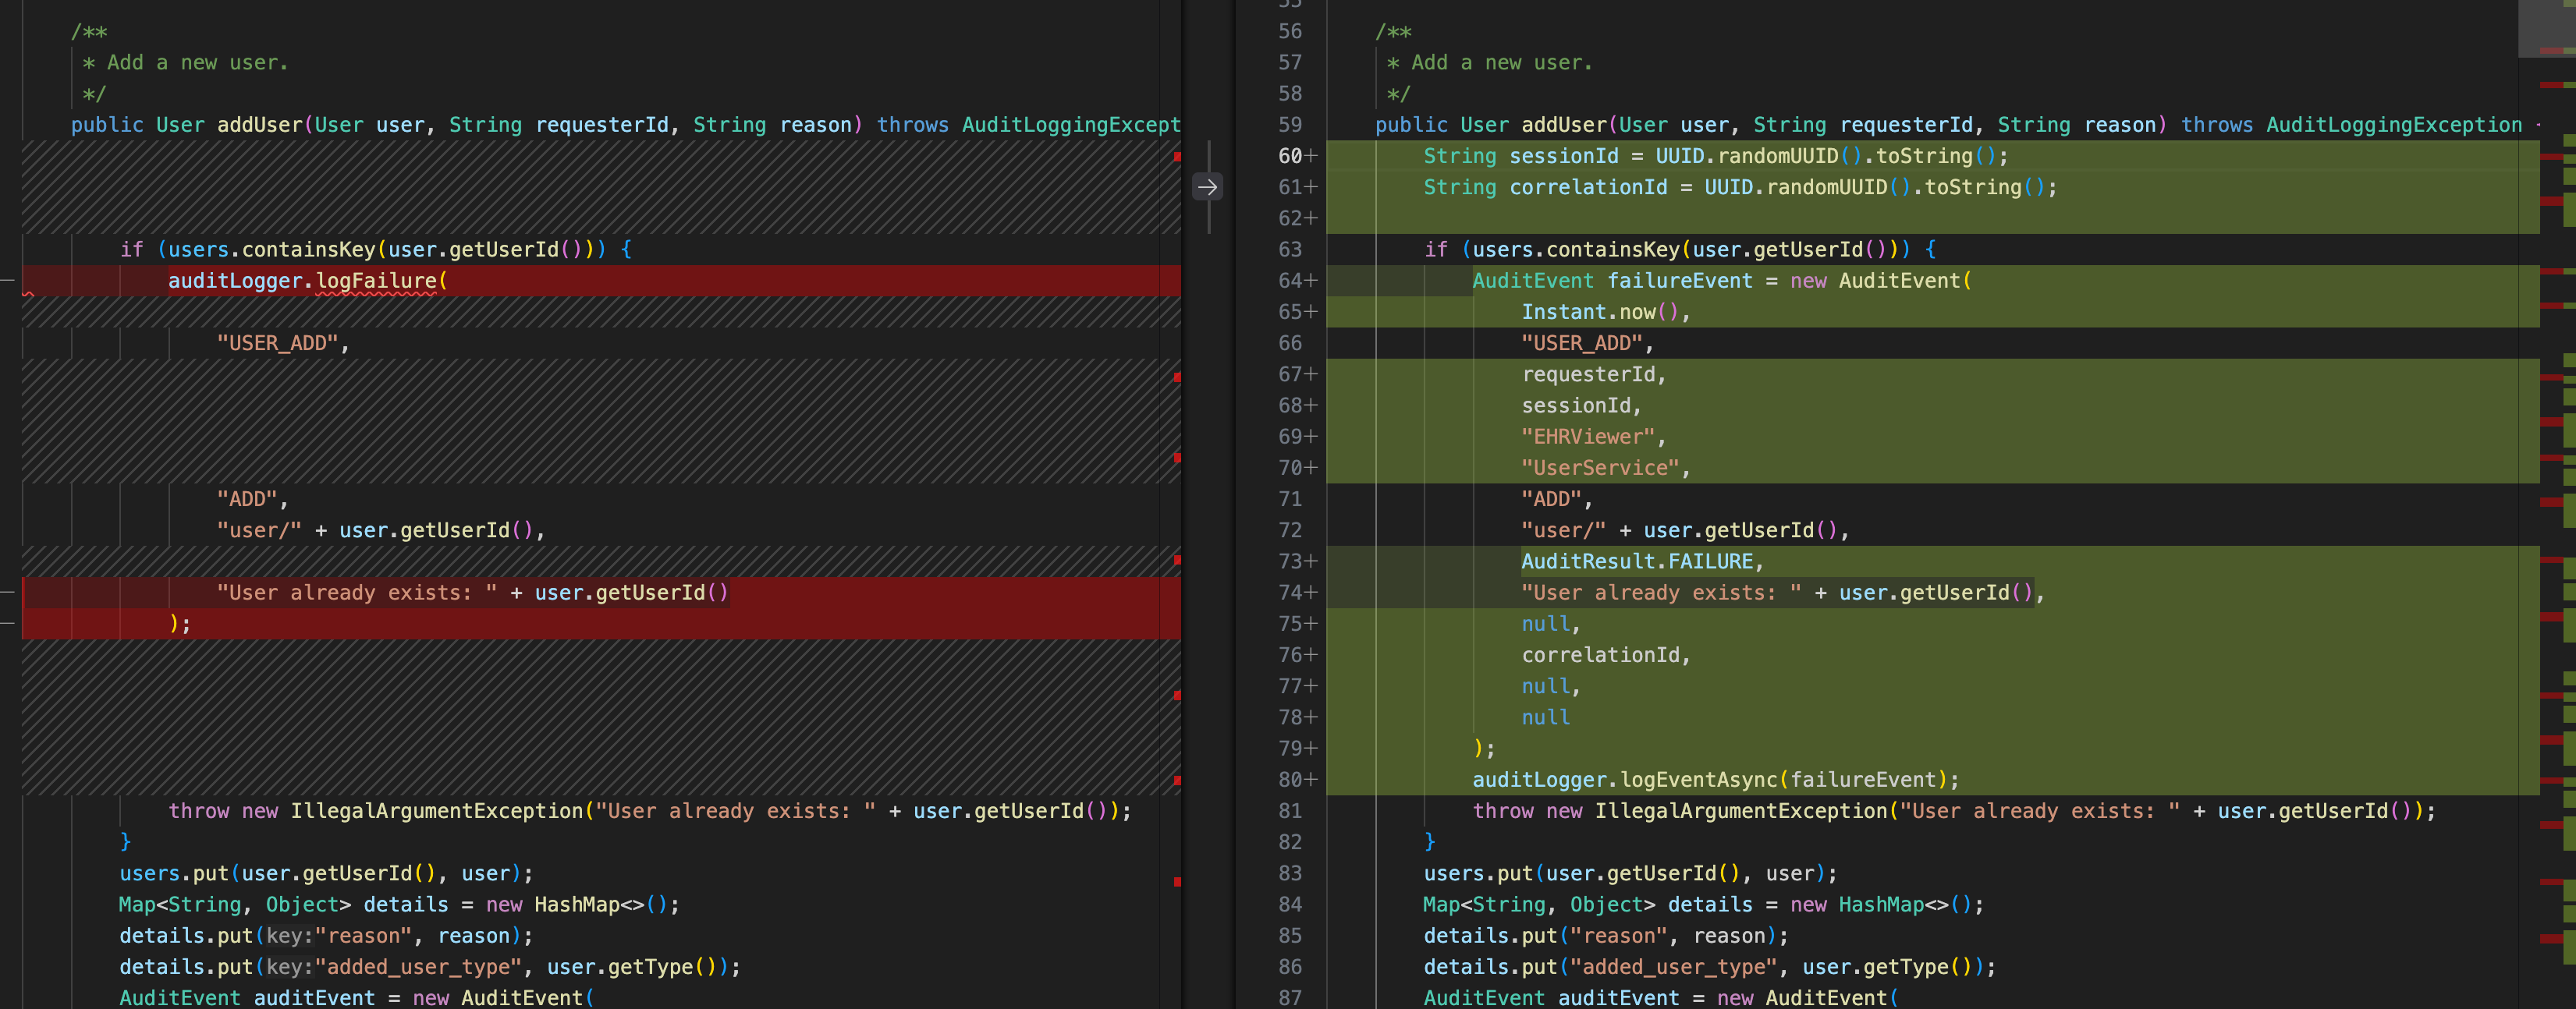 /**
* Add a new user.
*/
public User addUser(User user, String requesterId, String reason) throws AuditLoggingExcept
if (users.containsKey(user.getUserId())) {
auditLogger.logFailure(
"USER_ADD",
"ADD",
"user/" + user.getUserId(),
"User already exists: " + user.getUserId()
);
throw new IllegalArgumentException("User already exists: " + user.getUserId());
}
users.put(user.getUserId(), user);
Map<String, Object> details = new HashMap<>();
details.put(key:"reason", reason);
details.put(key:"added_user_type", user.getType());
AuditEvent auditEvent = new AuditEvent(
55
56 /**
57 * Add a new user.
58 */
59 public User addUser(User user, String requesterId, String reason) throws AuditLoggingException
60+ String sessionId = UUID.randomUUID().toString();
61+ String correlationId = UUID.randomUUID().toString();
62+
63 if (users.containsKey(user.getUserId())) {
64+ AuditEvent failureEvent = new AuditEvent(
65+ Instant.now(),
66 "USER_ADD",
67+ requesterId,
68+ sessionId,
69+ "EHRViewer",
70+ "UserService",
71 "ADD",
72 "user/" + user.getUserId(),
73+ AuditResult.FAILURE,
74+ "User already exists: " + user.getUserId(),
75+ null,
76+ correlationId,
77+ null,
78+ null
79+ );
80+ auditLogger.logEventAsync(failureEvent);
81 throw new IllegalArgumentException("User already exists: " + user.getUserId());
82 }
83 users.put(user.getUserId(), user);
84 Map<String, Object> details = new HashMap<>();
85 details.put("reason", reason);
86 details.put("added_user_type", user.getType());
87 AuditEvent auditEvent = new AuditEvent(